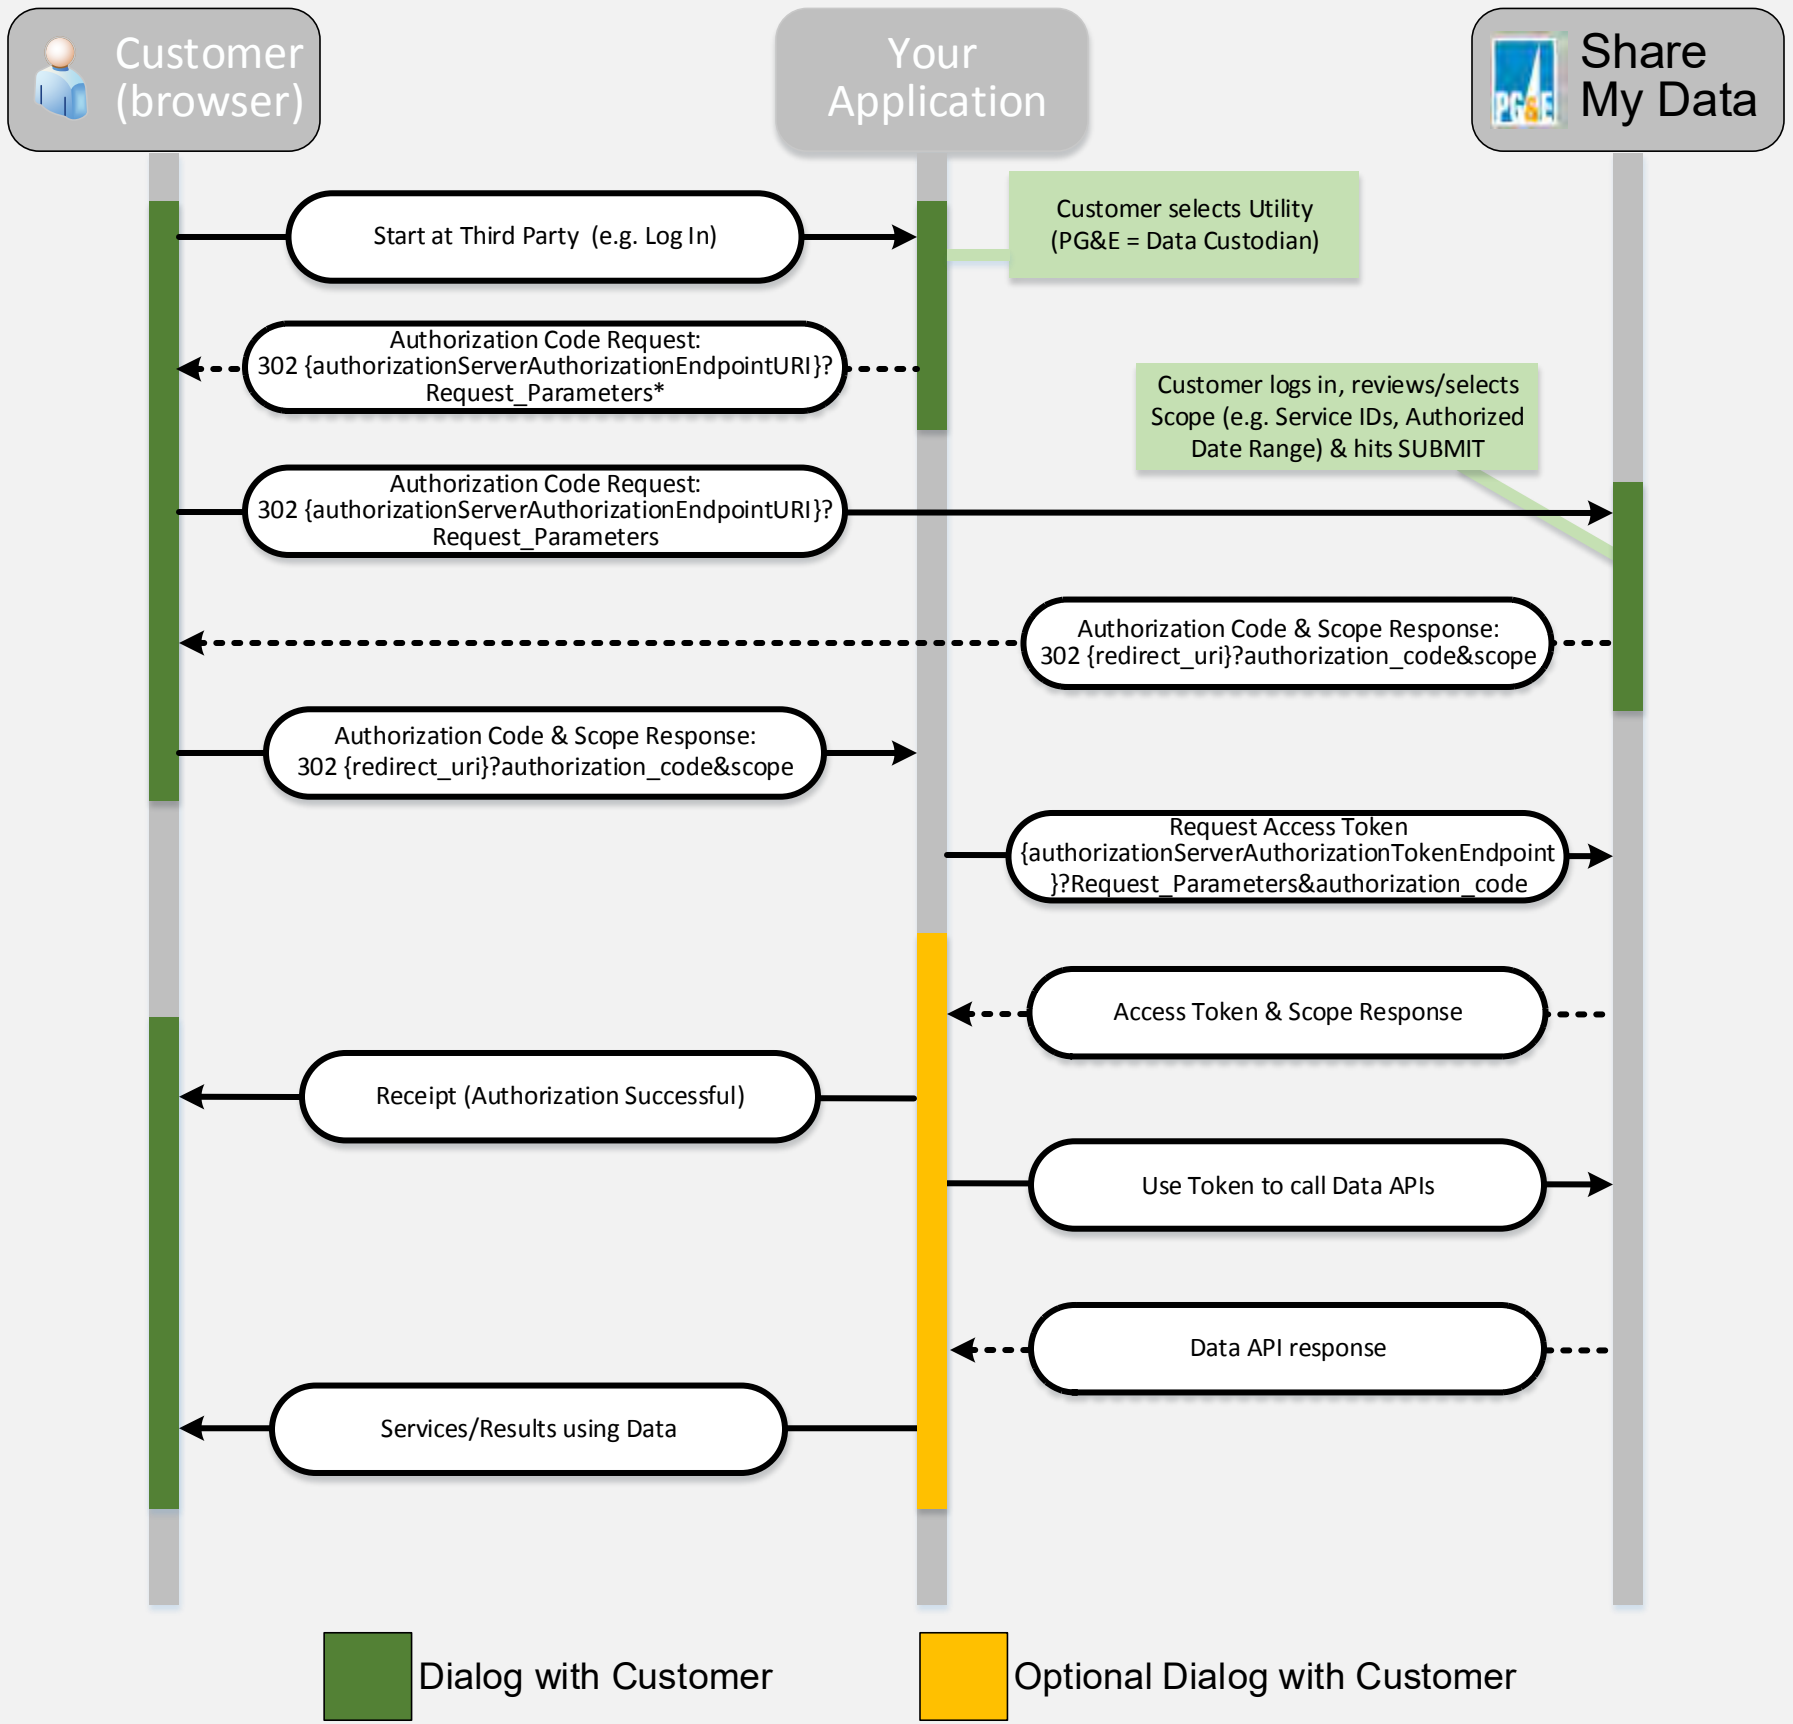 Customer
(browser)
Your
Application
PG&E
Share
My Data
Start at Third Party  (e.g. Log In)
Customer selects Utility
(PG&E = Data Custodian)
Authorization Code Request:
302 {authorizationServerAuthorizationEndpointURI}?
Request_Parameters*
Customer logs in, reviews/selects
Scope (e.g. Service IDs, Authorized
Date Range) & hits SUBMIT
Authorization Code Request:
302 {authorizationServerAuthorizationEndpointURI}?
Request_Parameters
Authorization Code & Scope Response:
302 {redirect_uri}?authorization_code&scope
Authorization Code & Scope Response:
302 {redirect_uri}?authorization_code&scope
Request Access Token
{authorizationServerAuthorizationTokenEndpoint
}?Request_Parameters&authorization_code
Access Token & Scope Response
Receipt (Authorization Successful)
Use Token to call Data APIs
Data API response
Services/Results using Data
Dialog with Customer
Optional Dialog with Customer